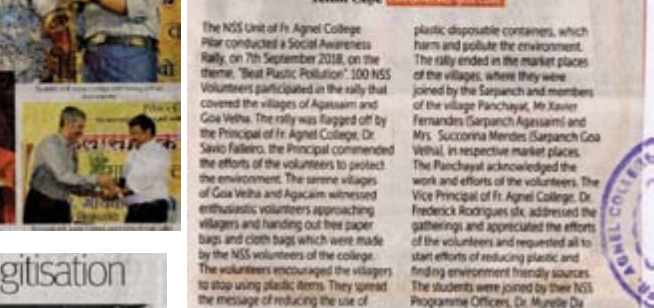 The NSS Unit of Fr. Agnel College
Pilar conducted a Social Awareness
Rally, on 7th September 2018, on the
theme, "Beat Plastic Pollution". 100 NSS
Volunteers participated in the rally that
covered the villages of Agassaim and
Goa Velha. The rally was flagged off by
the Principal of Fr. Agnel College, Dr.
Savio Falleiro, the Principal commended
the efforts of the volunteers to protect
the environment. The serene villages
of Goa Velha and Agacaim witnessed
enthusiastic volunteers approaching
villagers and handing out free paper
bags and cloth bags which were made
by the NSS volunteers of the college.
The volunteers encouraged the villagers
to stop using plastic items. They spread
the message of reducing the use of
plastic disposable containers, which
harm and pollute the environment.
The rally ended in the market places
of the villages, where they were
joined by the Sarpanch and members
of the village Panchayat, Mr. Xavier
Fernandes (Sarpanch Agassaim) and
Mrs. Succorina Mendes (Sarpanch Goa
Velha), in respective market places.
The Panchayat acknowledged the
work and efforts of the volunteers. The
Vice Principal of Fr. Agnel College, Dr.
Frederick Rodrigues sfx, addressed the
gatherings and appreciated the efforts
of the volunteers and requested all to
start efforts of reducing plastic and
finding environment friendly sources.
The students were joined by their NSS
Programme Officers, Dr. Murelle
gitisation
AGNEL COLLEGE